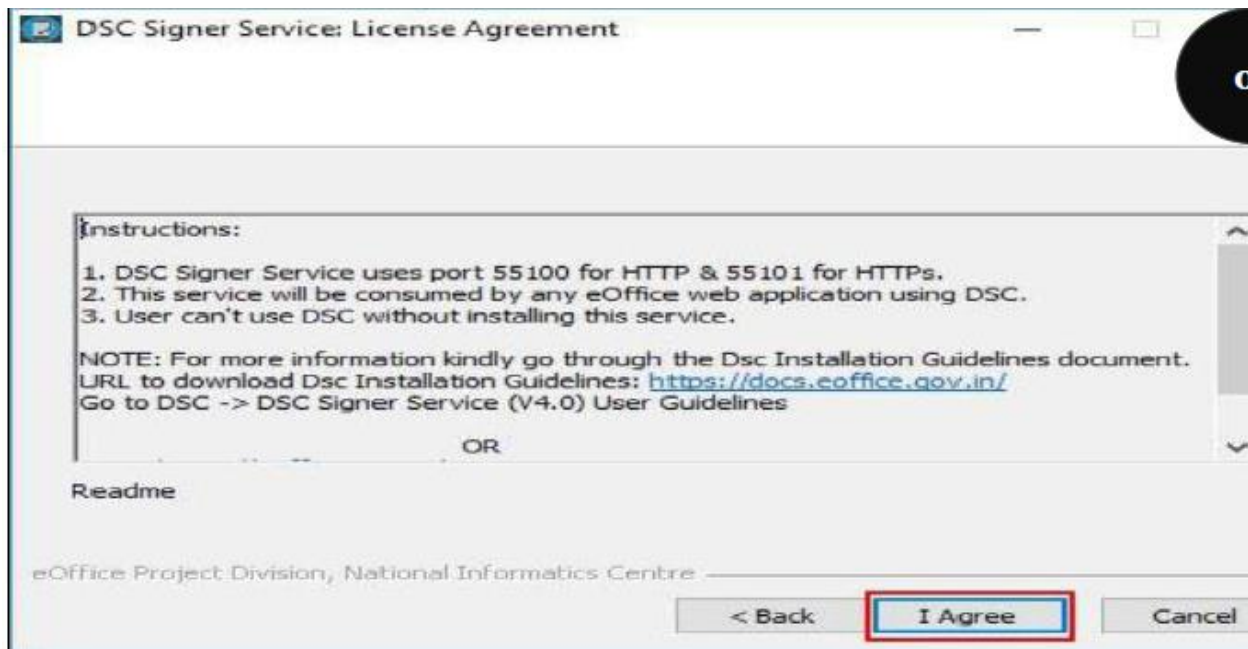 DSC Signer Service: License Agreement
Instructions:
1. DSC Signer Service uses port 55100 for HTTP & 55101 for HTTPs.
2. This service will be consumed by any eOffice web application using DSC.
3. User can't use DSC without installing this service.
NOTE: For more information kindly go through the Dsc Installation Guidelines document.
URL to download Dsc Installation Guidelines: https://docs.eoffice.gov.in/
Go to DSC -> DSC Signer Service (V4.0) User Guidelines
OR
Readme
eOffice Project Division, National Informatics Centre
< Back I Agree Cancel